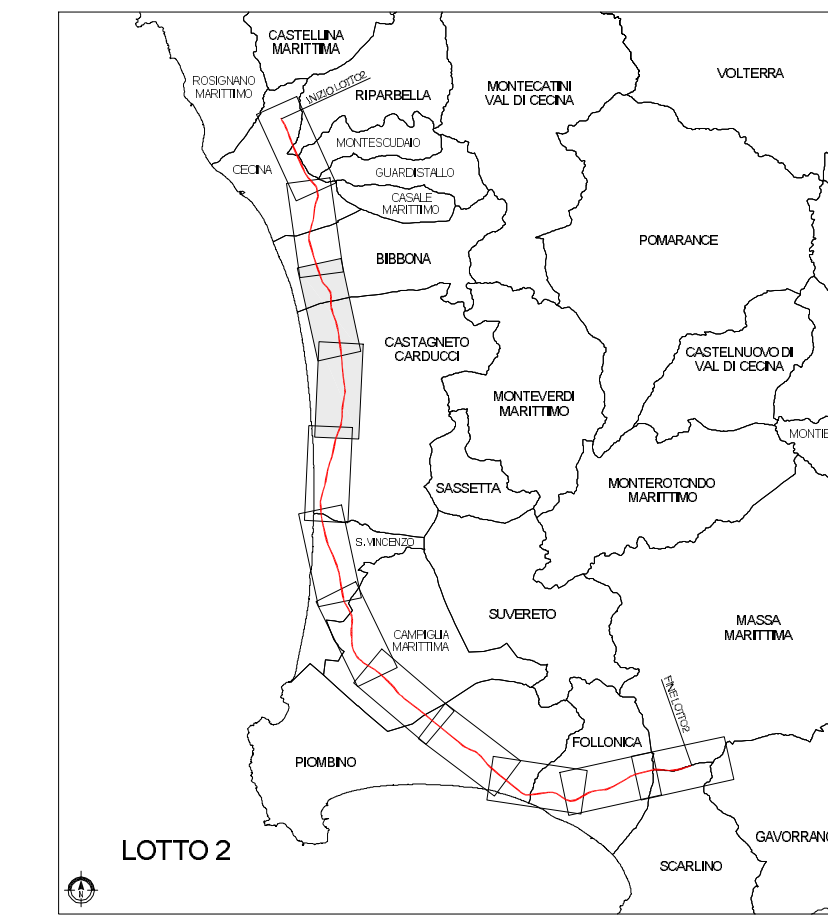 CASTELLINA
MARITTIMA
VOLTERRA
ROSIGNANO
MARITTIMO
INIZIO LOTTO2
RIPARBELLA
MONTECATINI
VAL DI CECINA
MONTESCUDAIO
CECINA
GUARDISTALLO
CASALE
MARITTIMO
BIBBONA
POMARANCE
CASTAGNETO
CARDUCCI
CASTELNUOVO DI
VAL DI CECINA
MONTEVERDI
MARITTIMO
MONTIE
SASSETTA
MONTEROTONDO
MARITTIMO
S.VINCENZO
SUVERETO
MASSA
MARITTIMA
CAMPIGLIA
MARITTIMA
FINE LOTTO2
FOLLONICA
PIOMBINO
LOTTO 2
GAVORRANO
SCARLINO
N